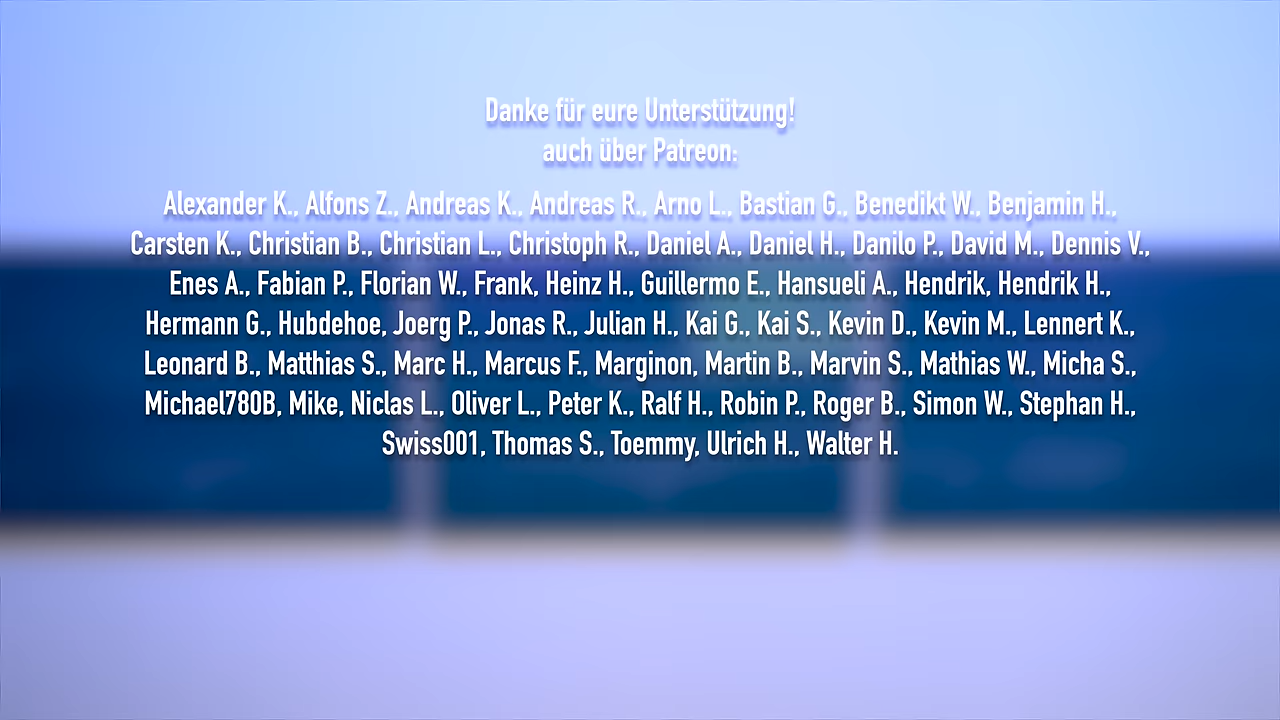 Danke für eure Unterstützung!
auch über Patreon:
Alexander K., Alfons Z., Andreas K., Andreas R., Arno L., Bastian G., Benedikt W., Benjamin H.,
Carsten K., Christian B., Christian L., Christoph R., Daniel A., Daniel H., Danilo P., David M., Dennis V.,
Enes A., Fabian P., Florian W., Frank, Heinz H., Guillermo E., Hansueli A., Hendrik, Hendrik H.,
Hermann G., Hubdehoe, Joerg P., Jonas R., Julian H., Kai G., Kai S., Kevin D., Kevin M., Lennert K.,
Leonard B., Matthias S., Marc H., Marcus F., Marginon, Martin B., Marvin S., Mathias W., Micha S.,
Michael780B, Mike, Niclas L., Oliver L., Peter K., Ralf H., Robin P., Roger B., Simon W., Stephan H.,
Swiss001, Thomas S., Toemmy, Ulrich H., Walter H.